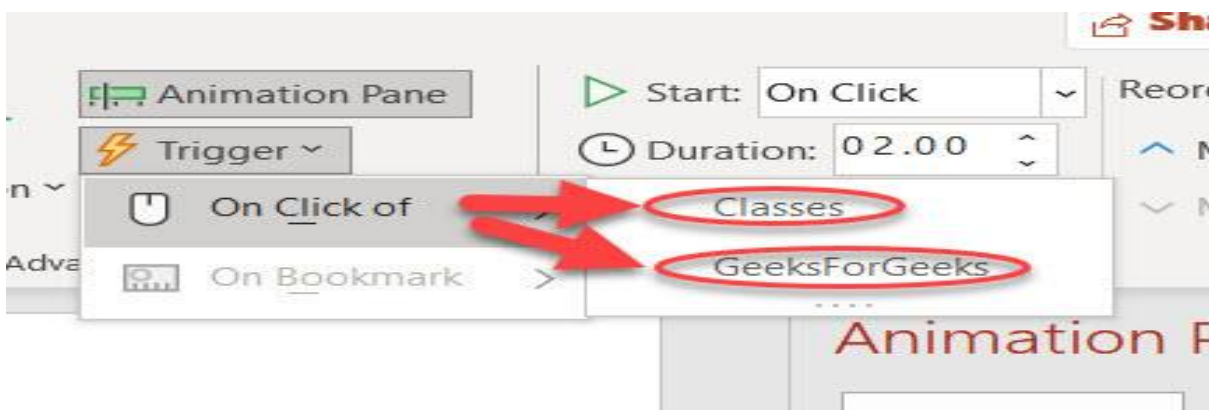 Sha
Animation Pane
Start: On Click
Reor
Trigger
Duration: 02.00
n
On Click of
Classes
Adva
On Bookmark
GeeksForGeeks
Animation P